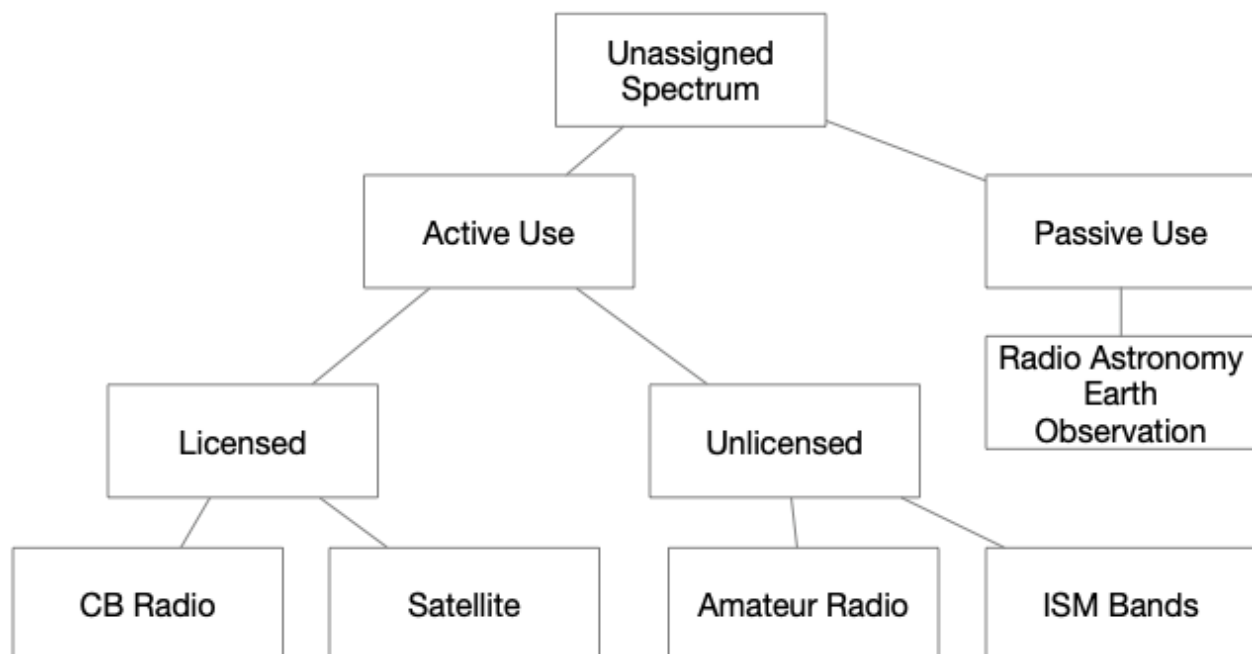 Unassigned
Spectrum
Active Use
Passive Use
Radio Astronomy
Earth
Observation
Licensed
Unlicensed
CB Radio
Satellite
Amateur Radio
ISM Bands